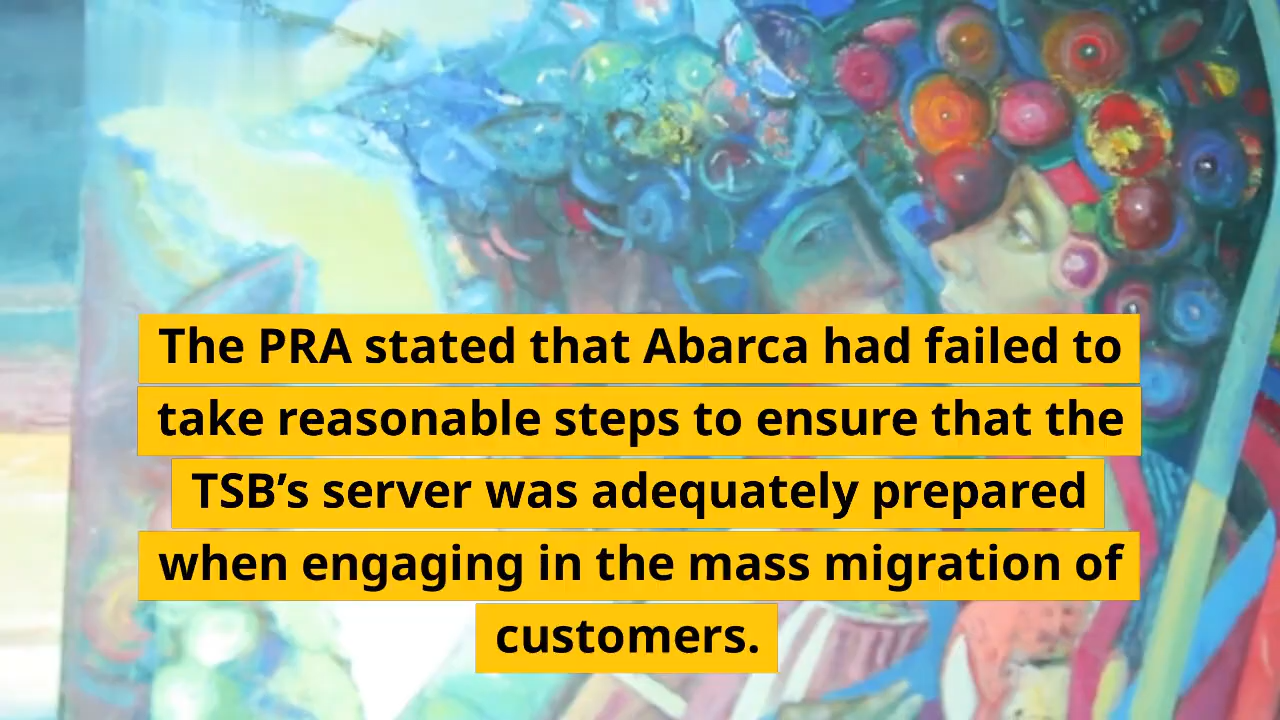 The PRA stated that Abarca had failed to
take reasonable steps to ensure that the
TSB’s server was adequately prepared
when engaging in the mass migration of
customers.